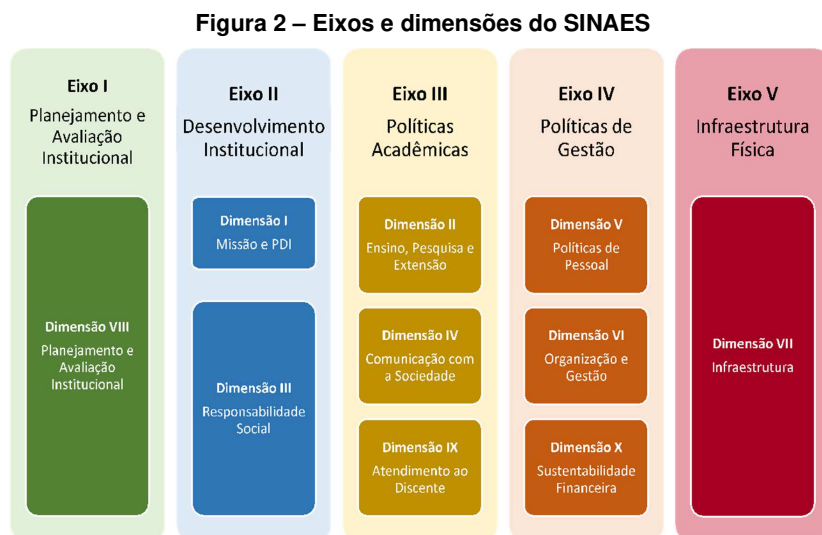 Figura 2 – Eixos e dimensões do SINAES
Eixo I
Planejamento e
Avaliação
Institucional
Dimensão VIII
Planejamento e
Avaliação
Institucional
Eixo II
Desenvolvimento
Institucional
Dimensão I
Missão e PDI
Dimensão III
Responsabilidade
Social
Eixo III
Políticas
Acadêmicas
Dimensão II
Ensino, Pesquisa e
Extensão
Dimensão IV
Comunicação com
a Sociedade
Dimensão IX
Atendimento ao
Discente
Eixo IV
Políticas de
Gestão
Dimensão V
Políticas de
Pessoal
Dimensão VI
Organização e
Gestão
Dimensão X
Sustentabilidade
Financeira
Eixo V
Infraestrutura
Física
Dimensão VII
Infraestrutura